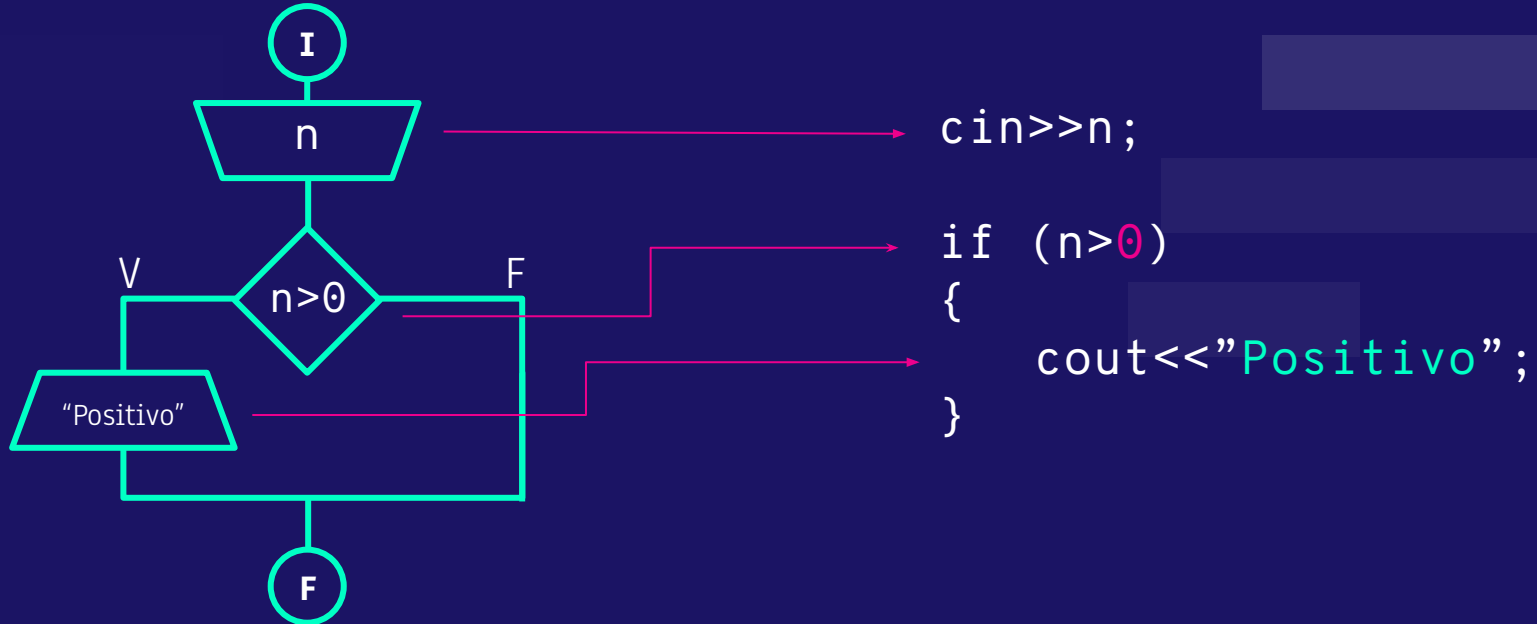 I
n
cin>>n;
V
F
n>0
if (n>0)
{
“Positivo”
cout<<”Positivo”;
}
F